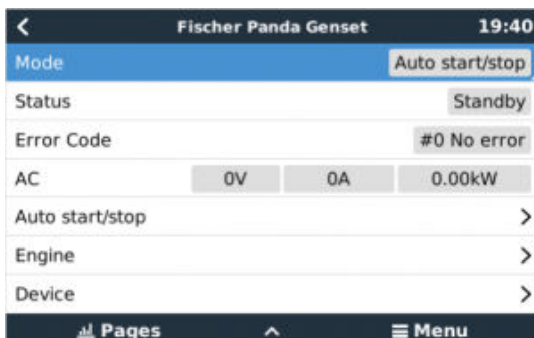 Fischer Panda Genset 19:40
Mode Auto start/stop
Status Standby
Error Code #0 No error
AC 0V 0A 0.00kW
Auto start/stop
Engine
Device
Pages Menu